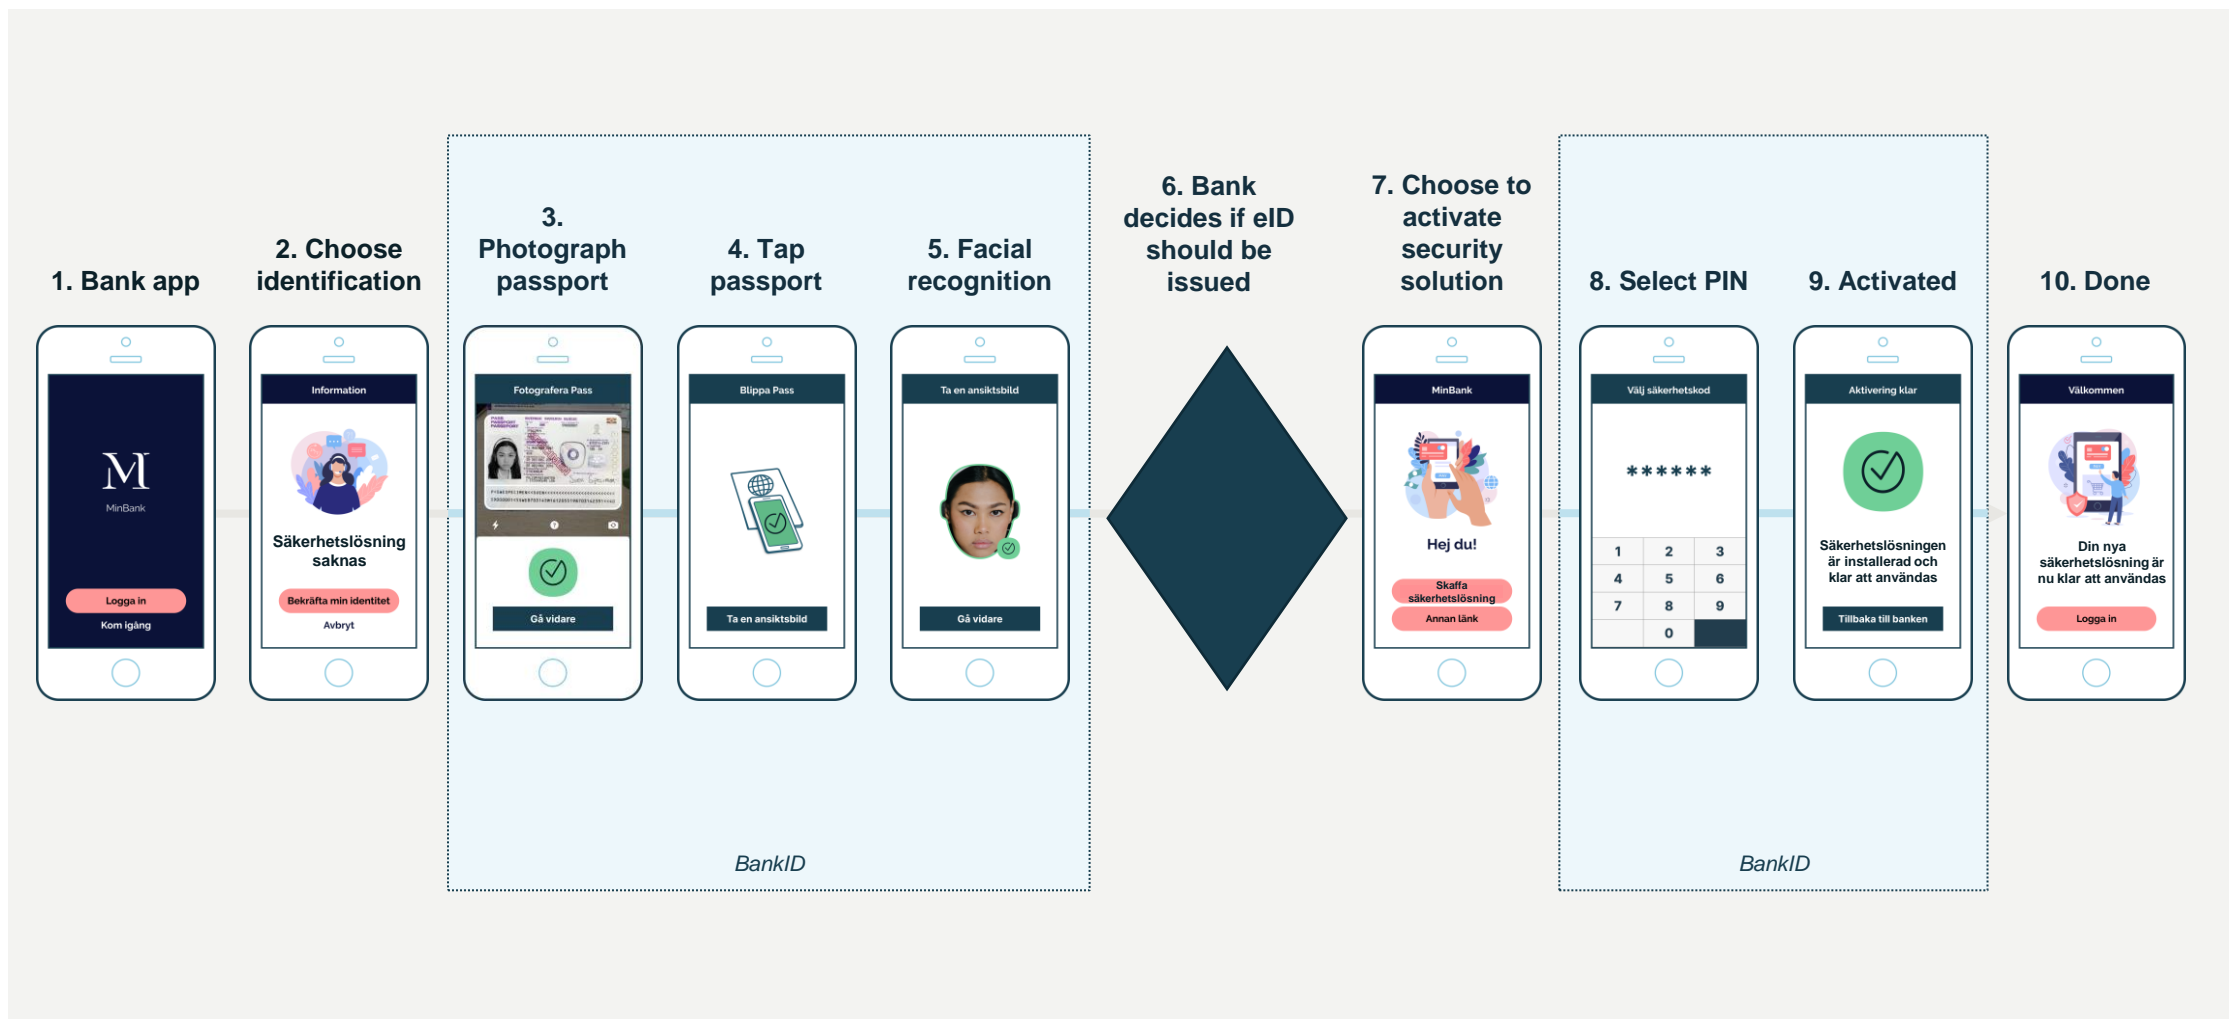 1. Bank app
2. Choose
identification
3.
Photograph
passport
4. Tap
passport
5. Facial
recognition
6. Bank
decides if eID
should be
issued
7. Choose to
activate
security
solution
8. Select PIN
9. Activated
10. Done
M
MinBank
Logga in
Kom igång
Information
Säkerhetslösning
saknas
Bekräfta min identitet
Avbryt
Fotografera Pass
Gå vidare
Blippa Pass
Ta en ansiktsbild
Ta en ansiktsbild
Gå vidare
MinBank
Hej du!
Skaffa
säkerhetslösning
Annan länk
Välj säkerhetskod
******
1 2 3
4 5 6
7 8 9
0
Aktivering klar
Säkerhetslösningen
är installerad och
klar att användas
Tillbaka till banken
Välkommen
Din nya
säkerhetslösning är
nu klar att användas
Logga in
BankID
BankID